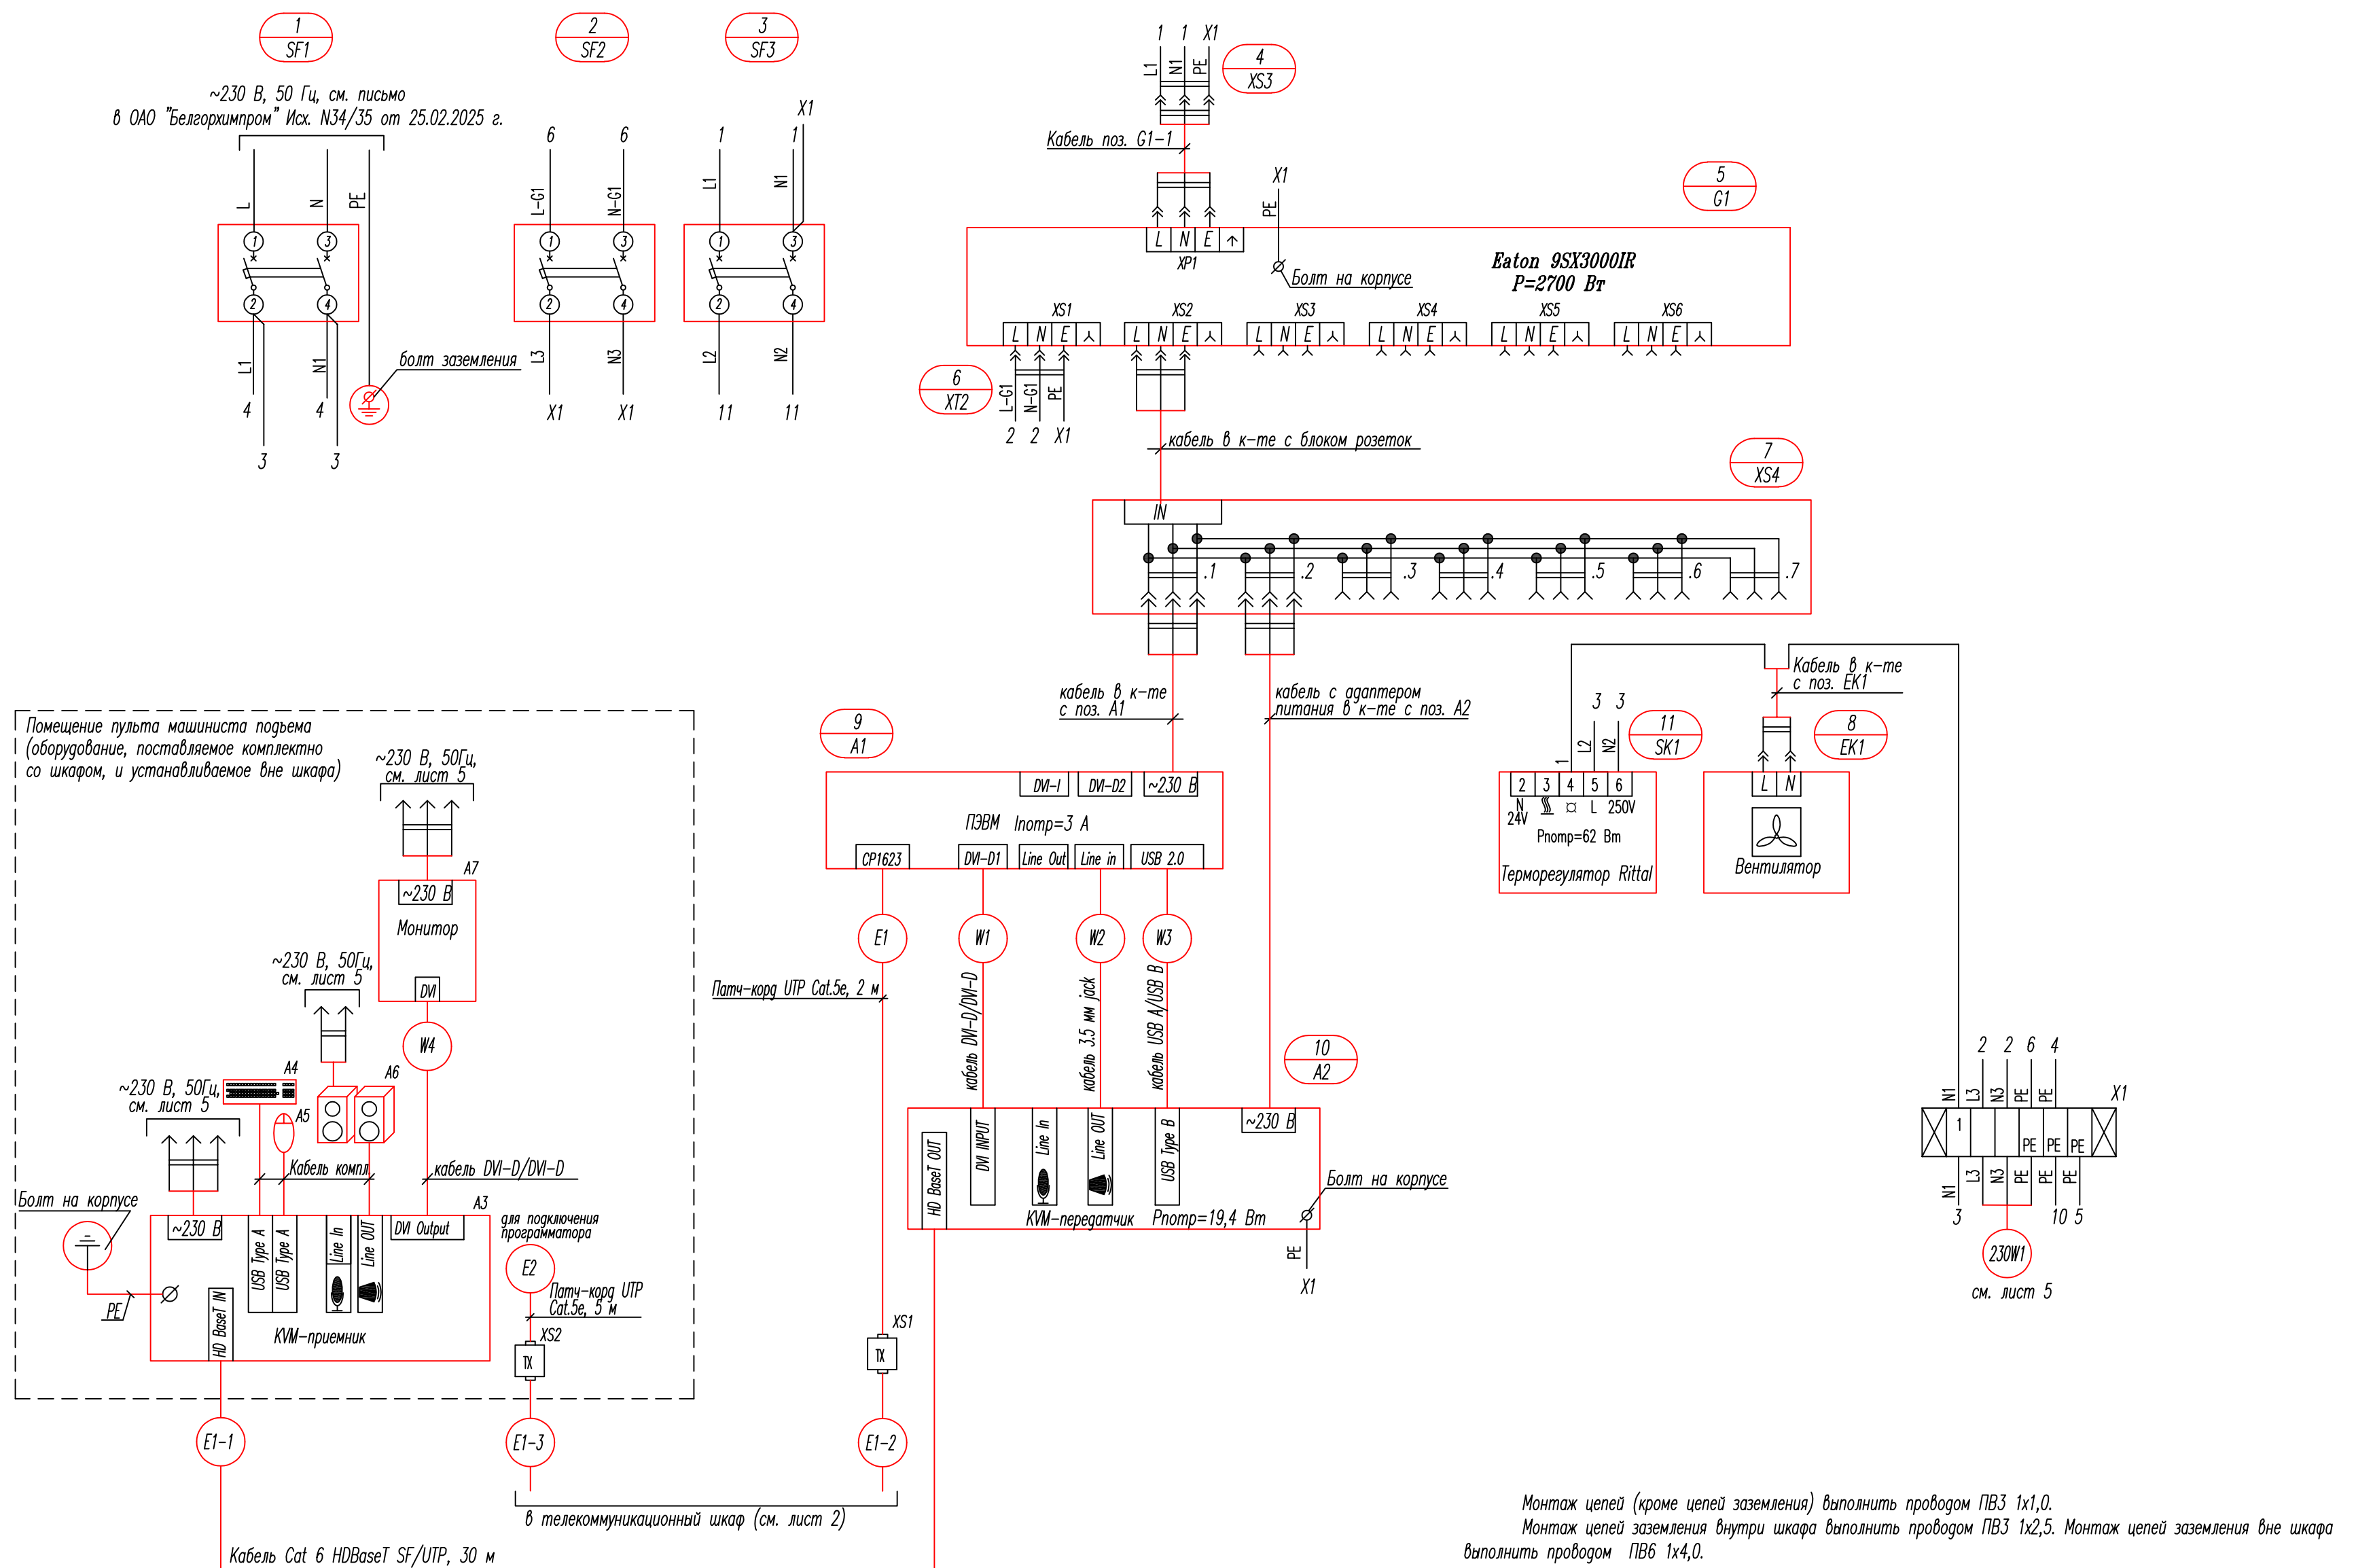 1
SF1
2
SF2
3
SF3
~230 В, 50 Гц, см. письмо
в ОАО "Белгорхимпром" Исх. N34/35 от 25.02.2025 г.
L
N
PE
1
3
2
4
L1
N1
4
4
3
3
болт заземления
6
6
L-G1
N-G1
1
3
2
4
L3
N3
X1
X1
1
1
X1
L1
N1
1
3
2
4
L2
N2
11
11
1
1
X1
L1
N1
PE
4
XS3
Кабель поз. G1-1
X1
PE
5
G1
L N E
XP1
Болт на корпусе
Eaton 9SX3000IR
P=2700 Вт
XS1
XS2
XS3
XS4
XS5
XS6
L N E
L N E
L N E
L N E
L N E
L N E
6
XT2
L-G1
N-G1
PE
2
2
X1
кабель в к-те с блоком розеток
7
XS4
IN
.1
.2
.3
.4
.5
.6
.7
кабель в к-те
с поз. A1
кабель с адаптером
питания в к-те с поз. A2
Кабель в к-те
с поз. EK1
9
A1
DVI-I
DVI-D2
~230 В
ПЭВМ Iпотр=3 А
CP1623
DVI-D1
Line Out
Line in
USB 2.0
3
3
1
L2
N2
11
SK1
8
EK1
2 3 4 5 6
N
24V
L
250V
Pпотр=62 Вт
Терморегулятор Rittal
L N
Вентилятор
Помещение пульта машиниста подъема
(оборудование, поставляемое комплектно
со шкафом, и устанавливаемое вне шкафа)
~230 В, 50Гц,
см. лист 5
A7
~230 В
Монитор
DVI
~230 В, 50Гц,
см. лист 5
W4
A4
A6
A5
~230 В, 50Гц,
см. лист 5
Кабель компл.
кабель DVI-D/DVI-D
Болт на корпусе
A3
~230 В
USB Type A
USB Type A
Line In
Line OUT
DVI Output
PE
HD BaseT IN
KVM-приемник
для подключения
программатора
E2
Патч-корд UTP
Cat.5e, 5 м
XS2
TX
E1
W1
W2
W3
Патч-корд UTP Cat.5e, 2 м
кабель DVI-D/DVI-D
кабель 3.5 мм jack
кабель USB A/USB B
10
A2
HD BaseT OUT
DVI INPUT
Line In
Line OUT
USB Type B
~230 В
KVM-передатчик Pпотр=19,4 Вт
Болт на корпусе
PE
X1
XS1
TX
2
2
6
4
N1
L3
N3
PE
PE
X1
1
PE
PE
PE
N1
L3
N3
PE
PE
PE
3
10
5
230W1
см. лист 5
E1-1
E1-3
E1-2
в телекоммуникационный шкаф (см. лист 2)
Кабель Cat 6 HDBaseT SF/UTP, 30 м
Монтаж цепей (кроме цепей заземления) выполнить проводом ПВ3 1х1,0.
Монтаж цепей заземления внутри шкафа выполнить проводом ПВ3 1х2,5. Монтаж цепей заземления вне шкафа
выполнить проводом ПВ6 1х4,0.